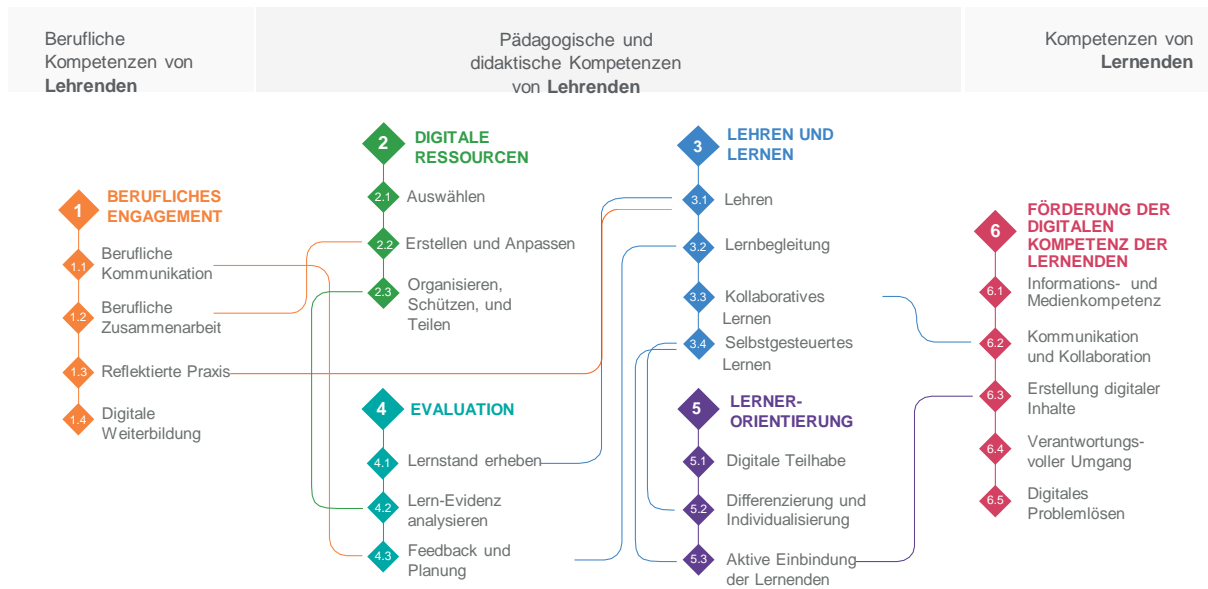 Berufliche
Kompetenzen von
Lehrenden
Pädagogische und
didaktische Kompetenzen
von Lehrenden
Kompetenzen von
Lernenden
1
BERUFLICHES
ENGAGEMENT
1.1
Berufliche
Kommunikation
1.2
Berufliche
Zusammenarbeit
1.3
Reflektierte Praxis
1.4
Digitale
Weiterbildung
2
DIGITALE
RESSOURCEN
2.1
Auswählen
2.2
Erstellen und Anpassen
2.3
Organisieren,
Schützen, und
Teilen
4
EVALUATION
4.1
Lernstand erheben
4.2
Lern-Evidenz
analysieren
4.3
Feedback und
Planung
3
LEHREN UND
LERNEN
3.1
Lehren
3.2
Lernbegleitung
3.3
Kollaboratives
Lernen
3.4
Selbstgesteuertes
Lernen
5
LERNER-
ORIENTIERUNG
5.1
Digitale Teilhabe
5.2
Differenzierung und
Individualisierung
5.3
Aktive Einbindung
der Lernenden
6
FÖRDERUNG DER
DIGITALEN
KOMPETENZ DER
LERNENDEN
6.1
Informations- und
Medienkompetenz
6.2
Kommunikation
und Kollaboration
6.3
Erstellung digitaler
Inhalte
6.4
Verantwortungs-
voller Umgang
6.5
Digitales
Problemlösen